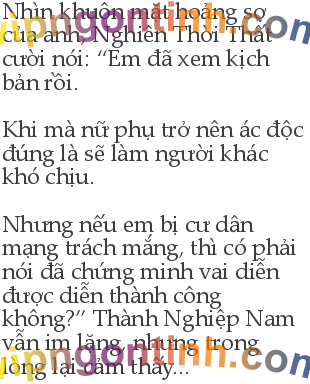 Nhìn khuôn mặt hoảng sợ
của anh, Nghiên Thời Thất
cười nói: “Em đã xem kịch
bản rồi.
Khi mà nữ phụ trở nên ác độc
đúng là sẽ làm người khác
khó chịu.
Nhưng nếu em bị cư dân
mạng trách mắng, thì có phải
nói đã chứng minh vai diễn
được diễn thành công
không?” Thành Nghiệp Nam
vẫn im lặng, nhưng trong
lòng lại cảm thấy...
vipngontinh.com
vipngontinh.com